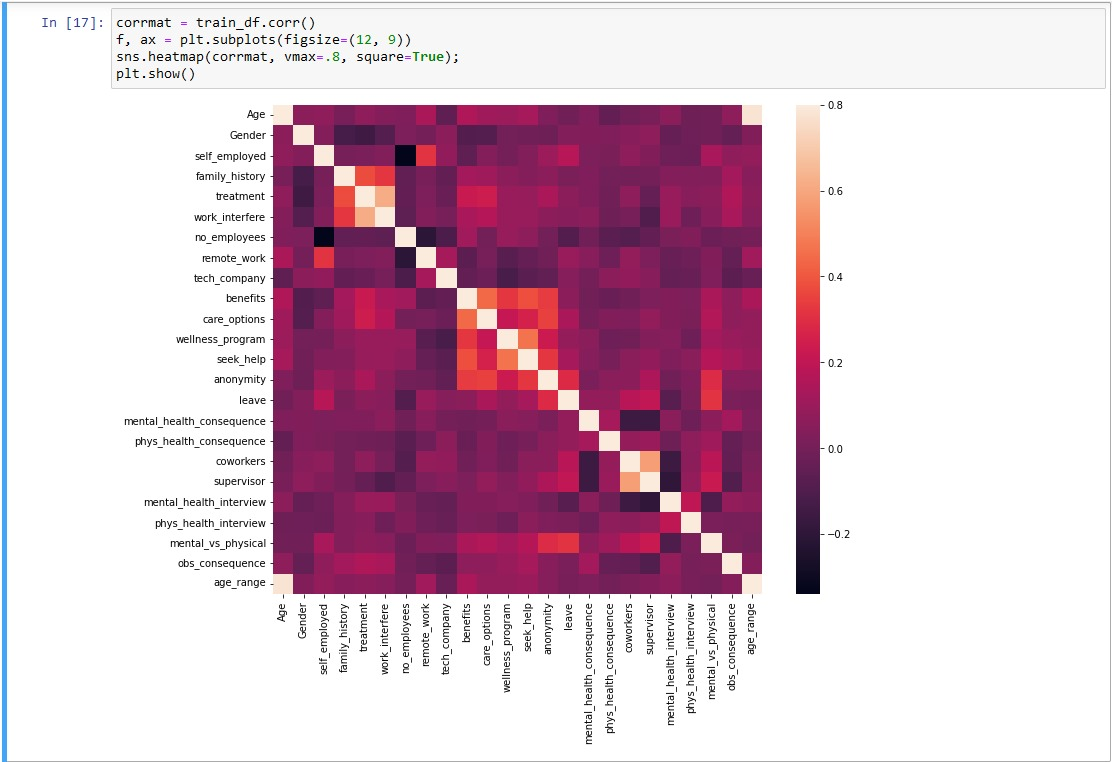 In [17]:
corrmat = train_df.corr()
f, ax = plt.subplots(figsize=(12, 9))
sns.heatmap(corrmat, vmax=.8, square=True);
plt.show()
Age
Gender
self_employed
family_history
treatment
work_interfere
no_employees
remote_work
tech_company
benefits
care_options
wellness_program
seek_help
anonymity
leave
mental_health_consequence
phys_health_consequence
coworkers
supervisor
mental_health_interview
phys_health_interview
mental_vs_physical
obs_consequence
age_range
Age
Gender
self_employed
family_history
treatment
work_interfere
no_employees
remote_work
tech_company
benefits
care_options
wellness_program
seek_help
anonymity
leave
mental_health_consequence
phys_health_consequence
coworkers
supervisor
mental_health_interview
phys_health_interview
mental_vs_physical
obs_consequence
age_range
0.8
0.6
0.4
0.2
0.0
−0.2